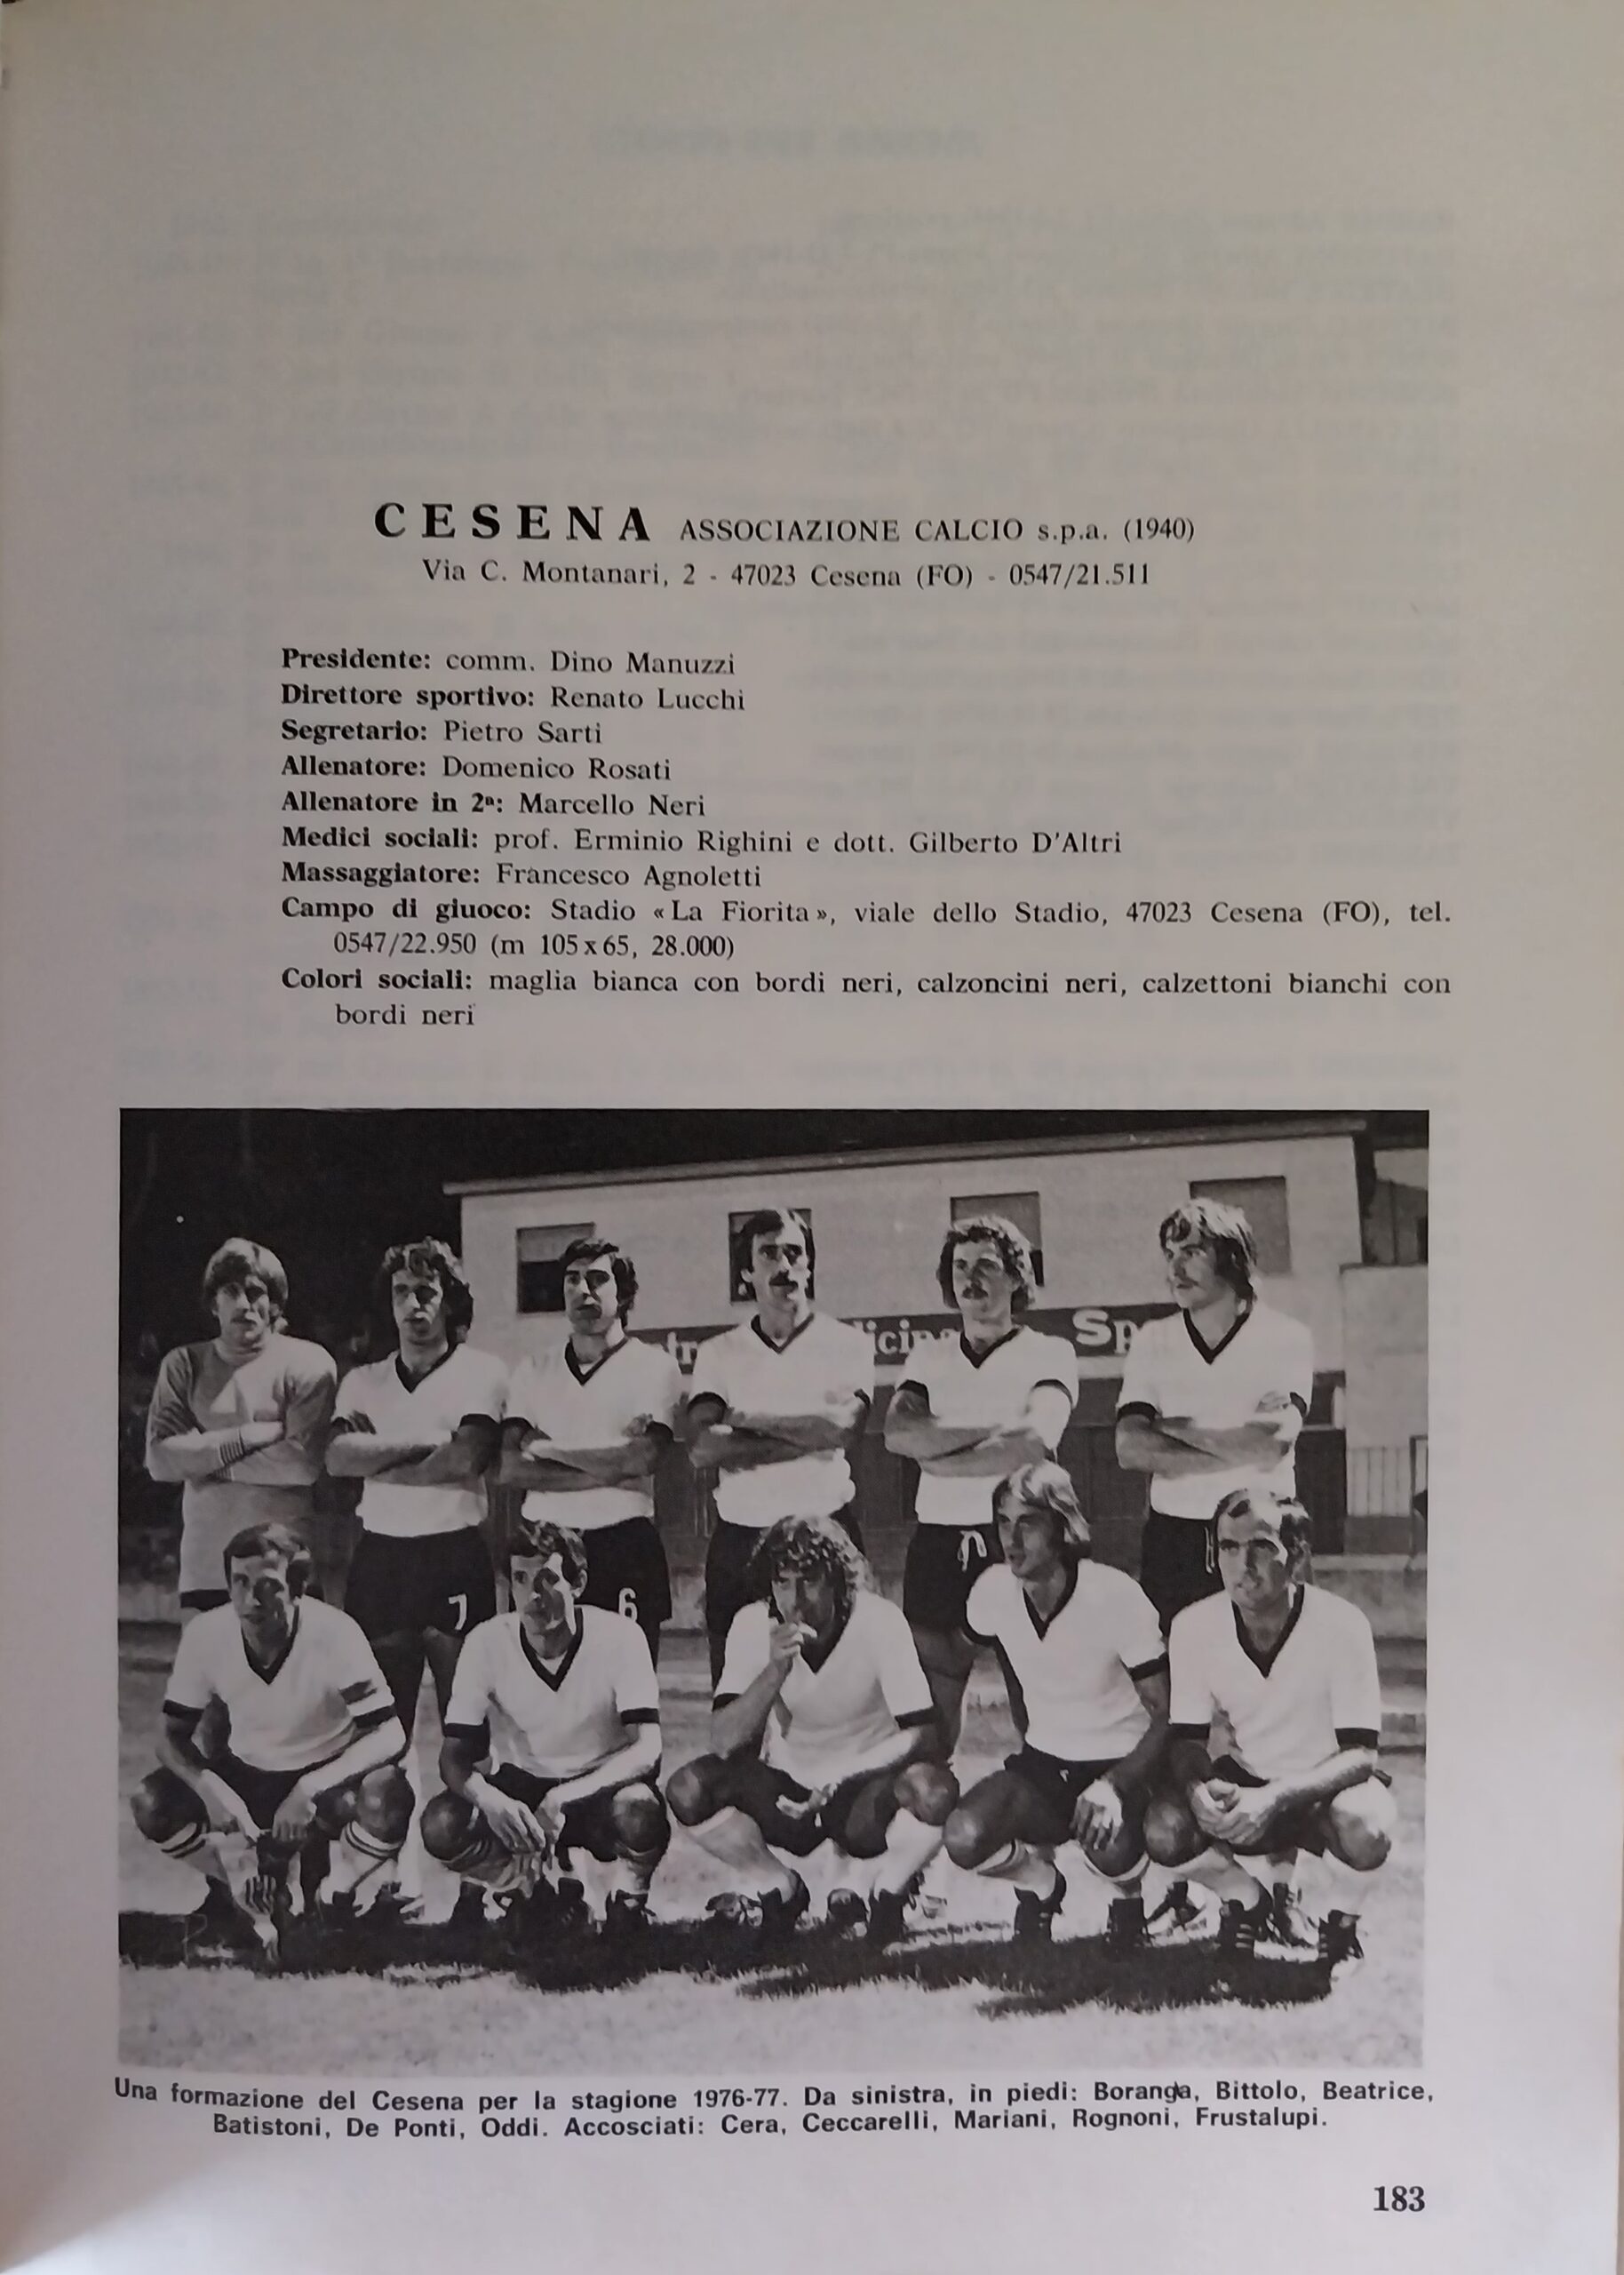 CESENA ASSOCIAZIONE CALCIO s.p.a. (1940)
Via C. Montanari, 2 - 47023 Cesena (FO) - 0547/21.511
Presidente: comm. Dino Manuzzi
Direttore sportivo: Renato Lucchi
Segretario: Pietro Sarti
Allenatore: Domenico Rosati
Allenatore in 2ª: Marcello Neri
Medici sociali: prof. Erminio Righini e dott. Gilberto D'Altri
Massaggiatore: Francesco Agnoletti
Campo di giuoco: Stadio «La Fiorita», viale dello Stadio, 47023 Cesena (FO), tel.
0547/22.950 (m 105x65, 28.000)
Colori sociali: maglia bianca con bordi neri, calzoncini neri, calzettoni bianchi con
bordi neri
Sp
7
6
Una formazione del Cesena per la stagione 1976-77. Da sinistra, in piedi: Boranga, Bittolo, Beatrice,
Batistoni, De Ponti, Oddi. Accosciati: Cera, Ceccarelli, Mariani, Rognoni, Frustalupi.
183